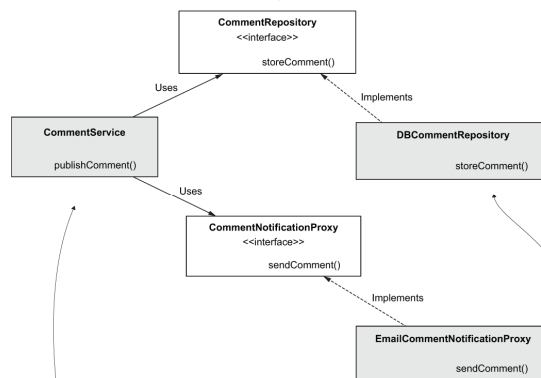 CommentRepository
<<interface>>
storeComment()
Uses
Implements
CommentService
publishComment()
DBCommentRepository
storeComment()
Uses
CommentNotificationProxy
<<interface>>
sendComment()
Implements
EmailCommentNotificationProxy
sendComment()